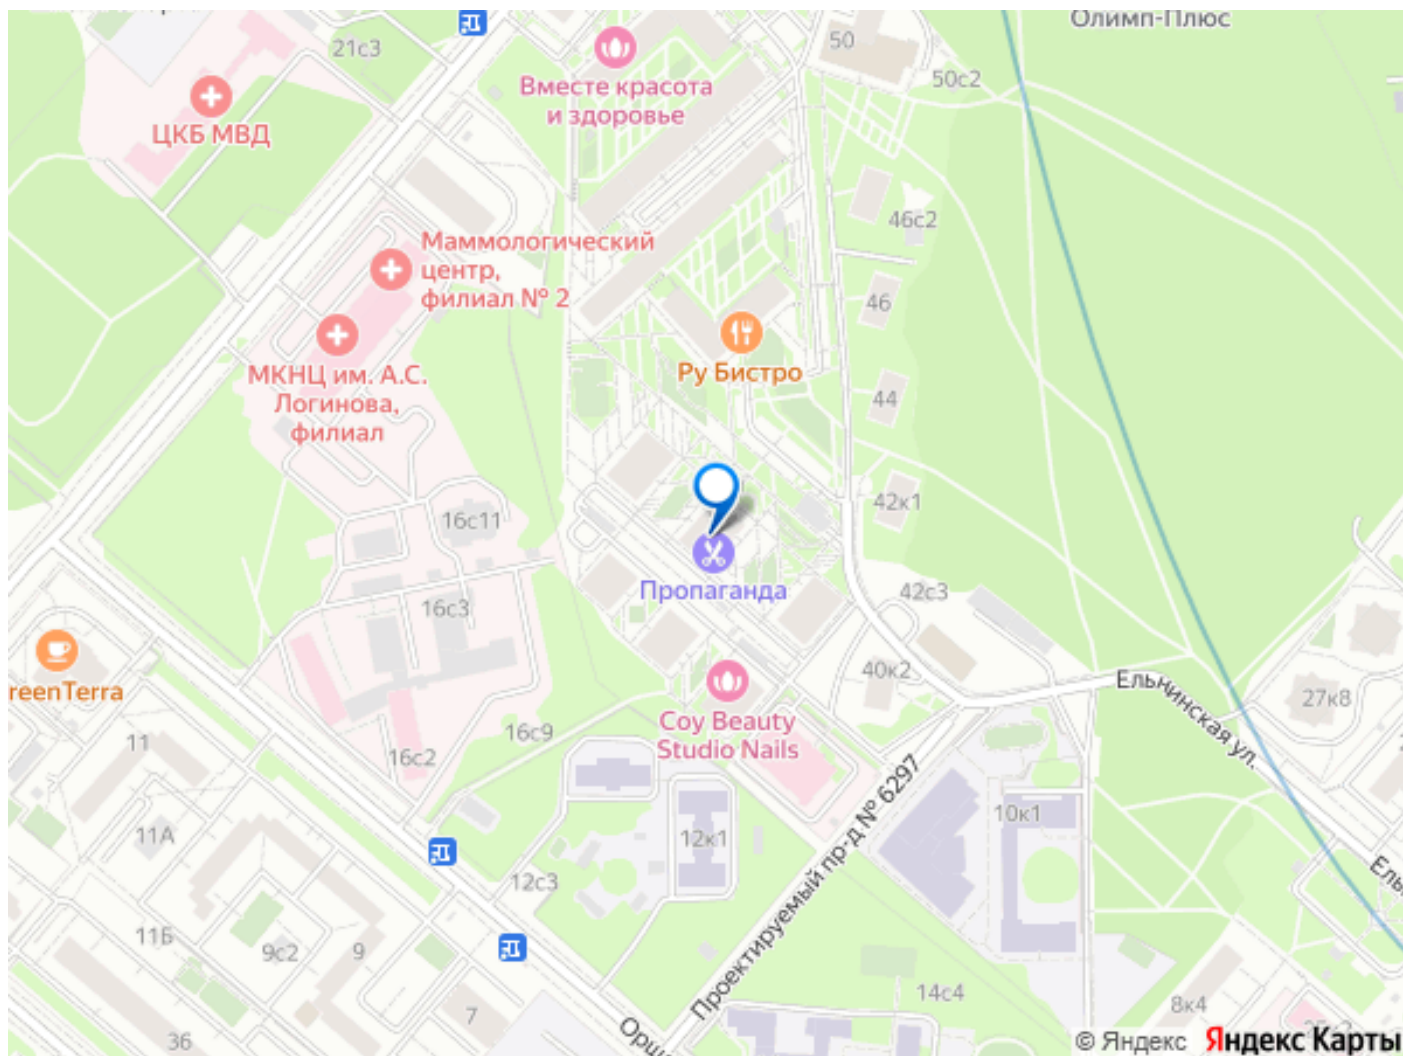 Олимп-Плюс
21с3
50
50с2
Вместе красота
и здоровье
ЦКБ МВД
46с2
Маммологический
центр,
филиал № 2
46
Ру Бистро
МКНЦ им. А.С.
Логинова,
филиал
44
42к1
16с11
Пропаганда
42с3
16с3
40к2
Ельнинская ул.
27к8
reenTerra
Coy Beauty
Studio Nails
16с9
11
16с2
Проектируемый пр-д № 6297
10к1
11А
12к1
12с3
Ель
11Б
9с2
9
14с4
8к4
7
36
Орш
© Яндекс Яндекс Карты